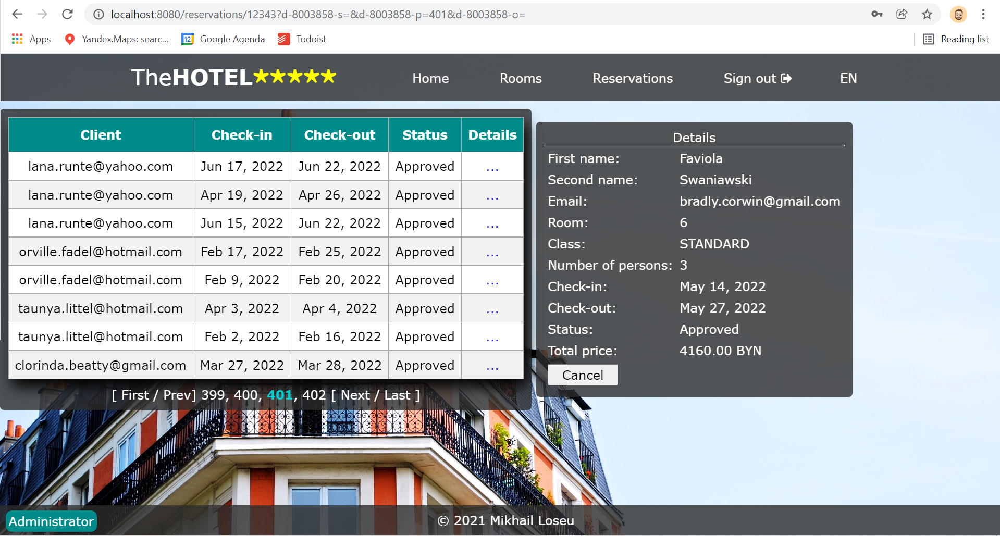 localhost:8080/reservations/12343?d-8003858-s=&d-8003858-p=401&d-8003858-o=
Apps Yandex.Maps: searc... 12 Google Agenda Todoist Reading list
TheHOTEL★★★★★ Home Rooms Reservations Sign out EN
Client Check-in Check-out Status Details
lana.runte@yahoo.com Jun 17, 2022 Jun 22, 2022 Approved ...
lana.runte@yahoo.com Apr 19, 2022 Apr 26, 2022 Approved ...
lana.runte@yahoo.com Jun 15, 2022 Jun 22, 2022 Approved ...
orville.fadel@hotmail.com Feb 17, 2022 Feb 25, 2022 Approved ...
orville.fadel@hotmail.com Feb 9, 2022 Feb 20, 2022 Approved ...
taunya.littel@hotmail.com Apr 3, 2022 Apr 4, 2022 Approved ...
taunya.littel@hotmail.com Feb 2, 2022 Feb 16, 2022 Approved ...
clorinda.beatty@gmail.com Mar 27, 2022 Mar 28, 2022 Approved ...
[ First / Prev] 399, 400, 401, 402 [ Next / Last ]
Details
First name: Faviola
Second name: Swaniawski
Email: bradly.corwin@gmail.com
Room: 6
Class: STANDARD
Number of persons: 3
Check-in: May 14, 2022
Check-out: May 27, 2022
Status: Approved
Total price: 4160.00 BYN
Cancel
Administrator © 2021 Mikhail Loseu